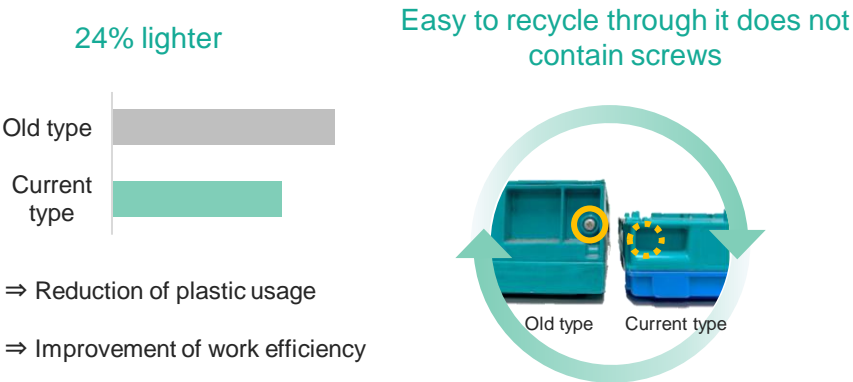 24% lighter
Old type
Current
type
⇒ Reduction of plastic usage
⇒ Improvement of work efficiency
Easy to recycle through it does not
contain screws
Old type
Current type